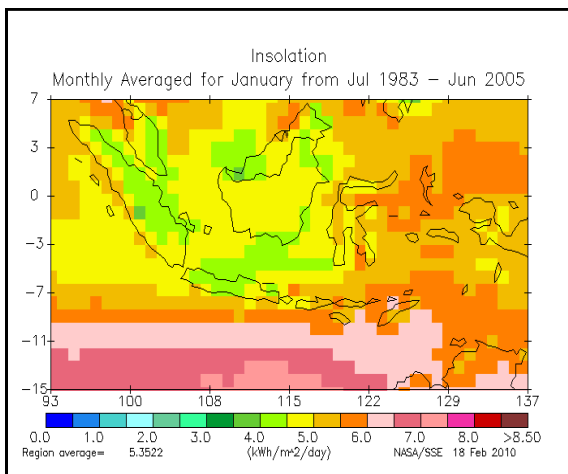 Insolation
Monthly Averaged for January from Jul 1983 – Jun 2005
7
3
0
−3
−7
−11
−15
93 100 108 115 122 129 137
0.0 1.0 2.0 3.0 4.0 5.0 6.0 7.0 8.0 >8.50
Region average= 5.3522 (kWh/m^2/day) NASA/SSE 18 Feb 2010